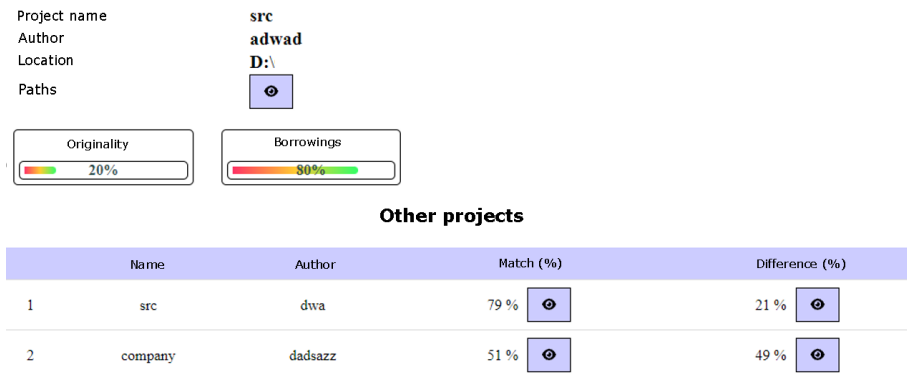 Project name src
Author adwad
Location D:\
Paths
Originality Borrowings
20% 80%
Other projects
Name Author Match (%) Difference (%)
1 src dwa 79 % 21 %
2 company dadsazz 51 % 49 %